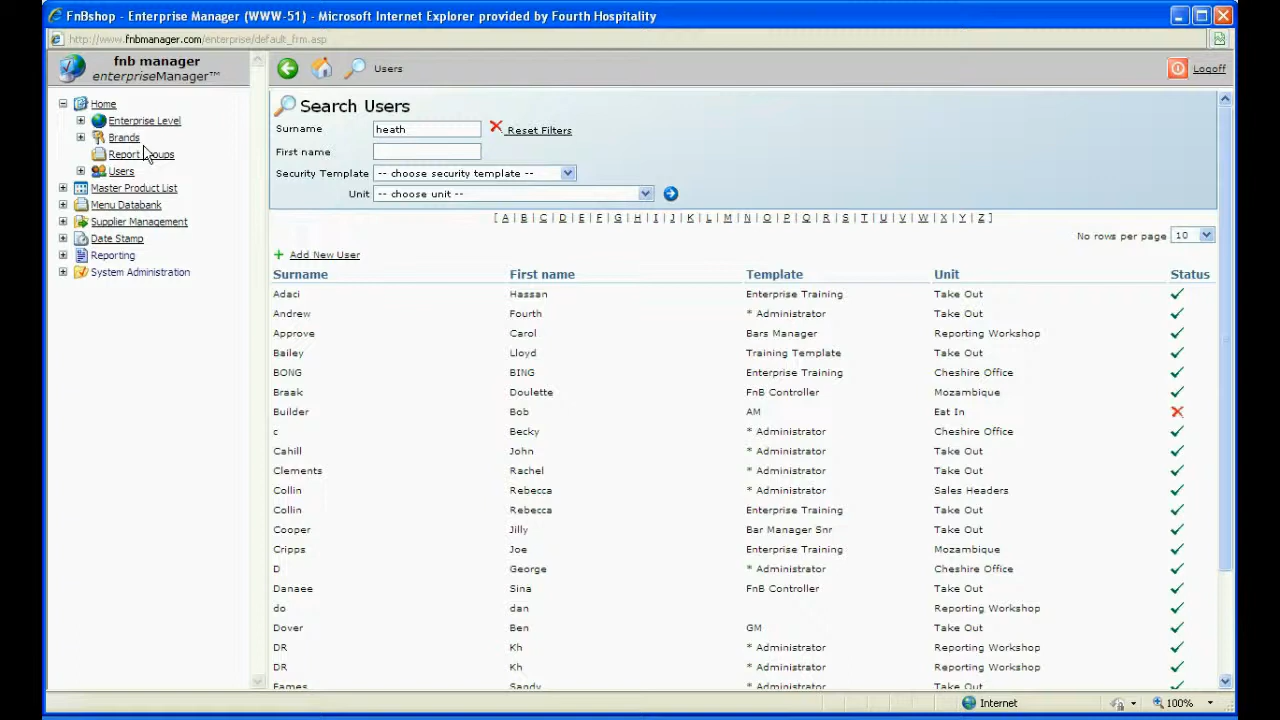 FnBshop - Enterprise Manager (WWW-51) - Microsoft Internet Explorer provided by Fourth Hospitality
http://www.fnbmanager.com/enterprise/default_frm.asp
fnb manager
enterpriseManager™
Users
Logoff
Home
Enterprise Level
Brands
Report
Users
Master Product List
Menu Databank
Supplier Management
Date Stamp
Reporting
System Administration
Search Users
Surname heath Reset Filters
First name
Security Template -- choose security template --
Unit -- choose unit --
[ A B C D E F G H I J K L M N O P Q R S T U V W X Y Z ]
No rows per page 10
Add New User
Surname First name Template Unit Status
Adaci Hassan Enterprise Training Take Out
Andrew Fourth * Administrator Take Out
Approve Carol Bars Manager Reporting Workshop
Bailey Lloyd Training Template Take Out
BONG BING Enterprise Training Cheshire Office
Braak Doulette FnB Controller Mozambique
Builder Bob AM Eat In
c Becky * Administrator Cheshire Office
Cahill John * Administrator Take Out
Clements Rachel * Administrator Take Out
Collin Rebecca * Administrator Sales Headers
Collin Rebecca Enterprise Training Take Out
Cooper Jilly Bar Manager Snr Take Out
Cripps Joe Enterprise Training Mozambique
D George * Administrator Cheshire Office
Danaee Sina FnB Controller Take Out
do dan Reporting Workshop
Dover Ben GM Take Out
DR Kh * Administrator Reporting Workshop
DR Kh * Administrator Reporting Workshop
Eames Sandy * Administrator Take Out
Internet 100%